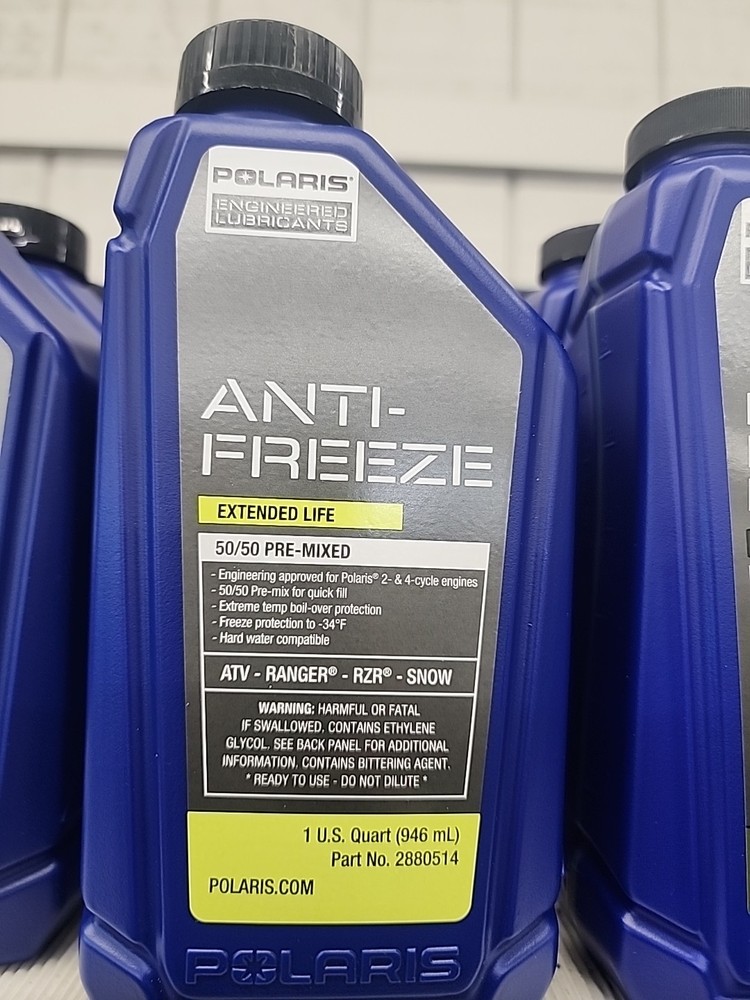 POLARIS®
ENGINEERED
LUBRICANTS
ANTI-
FREEZE
EXTENDED LIFE
50/50 PRE-MIXED
- Engineering approved for Polaris® 2- & 4-cycle engines
- 50/50 Pre-mix for quick fill
- Extreme temp boil-over protection
- Freeze protection to -34°F
- Hard water compatible
ATV - RANGER® - RZR® - SNOW
WARNING: HARMFUL OR FATAL
IF SWALLOWED. CONTAINS ETHYLENE
GLYCOL. SEE BACK PANEL FOR ADDITIONAL
INFORMATION. CONTAINS BITTERING AGENT.
* READY TO USE - DO NOT DILUTE *
1 U.S. Quart (946 mL)
Part No. 2880514
POLARIS.COM
POLARIS